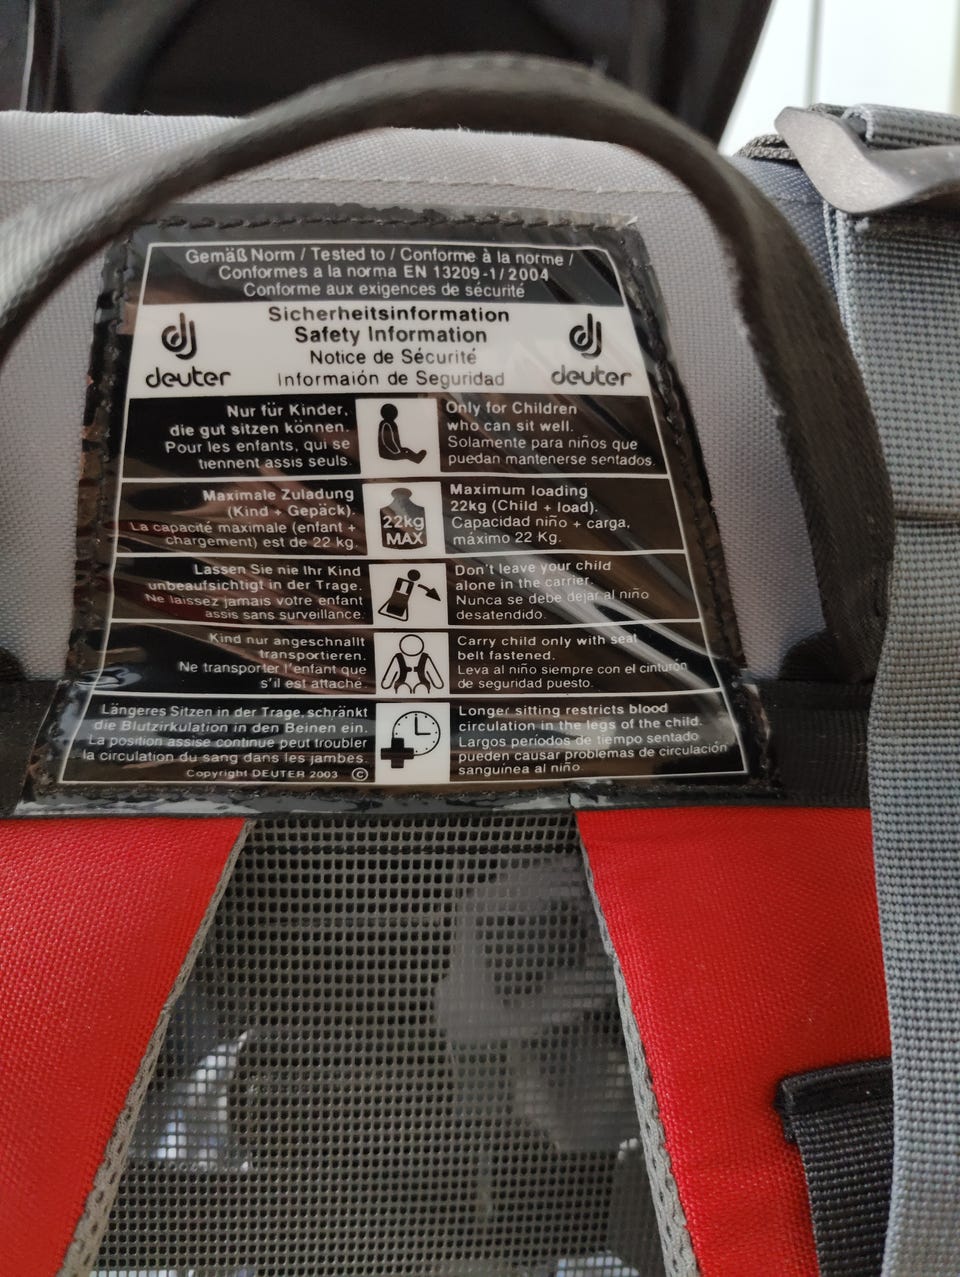 Gemäß Norm / Tested to / Conforme à la norme /
Conformes a la norma EN 13209-1/2004
Conforme aux exigences de sécurité
Sicherheitsinformation
Safety Information
Notice de Sécurité
Informaión de Seguridad
deuter
deuter
Nur für Kinder,
die gut sitzen können.
Pour les enfants, qui se
tiennent assis seuls.
Only for Children
who can sit well.
Solamente para niños que
puedan mantenerse sentados.
Maximale Zuladung
(Kind + Gepäck).
La capacité maximale (enfant +
chargement) est de 22 kg.
22kg
MAX
Maximum loading
22kg (Child + load).
Capacidad niño + carga,
máximo 22 Kg.
Lassen Sie nie Ihr Kind
unbeaufsichtigt in der Trage.
Ne laissez jamais votre enfant
assis sans surveillance.
Don't leave your child
alone in the carrier.
Nunca se debe dejar al niño
desatendido.
Kind nur angeschnallt
transportieren.
Ne transporter l'enfant que
s'il est attaché.
Carry child only with seat
belt fastened.
Leva al niño siempre con el cinturón
de seguridad puesto.
Längeres Sitzen in der Trage, schränkt
die Blutzirkulation in den Beinen ein.
La position assise continue peut troubler
la circulation du sang dans les jambes.
Copyright DEUTER 2003 ©
Longer sitting restricts blood
circulation in the legs of the child.
Largos períodos de tiempo sentado
pueden causar problemas de circulación
sanguínea al niño.